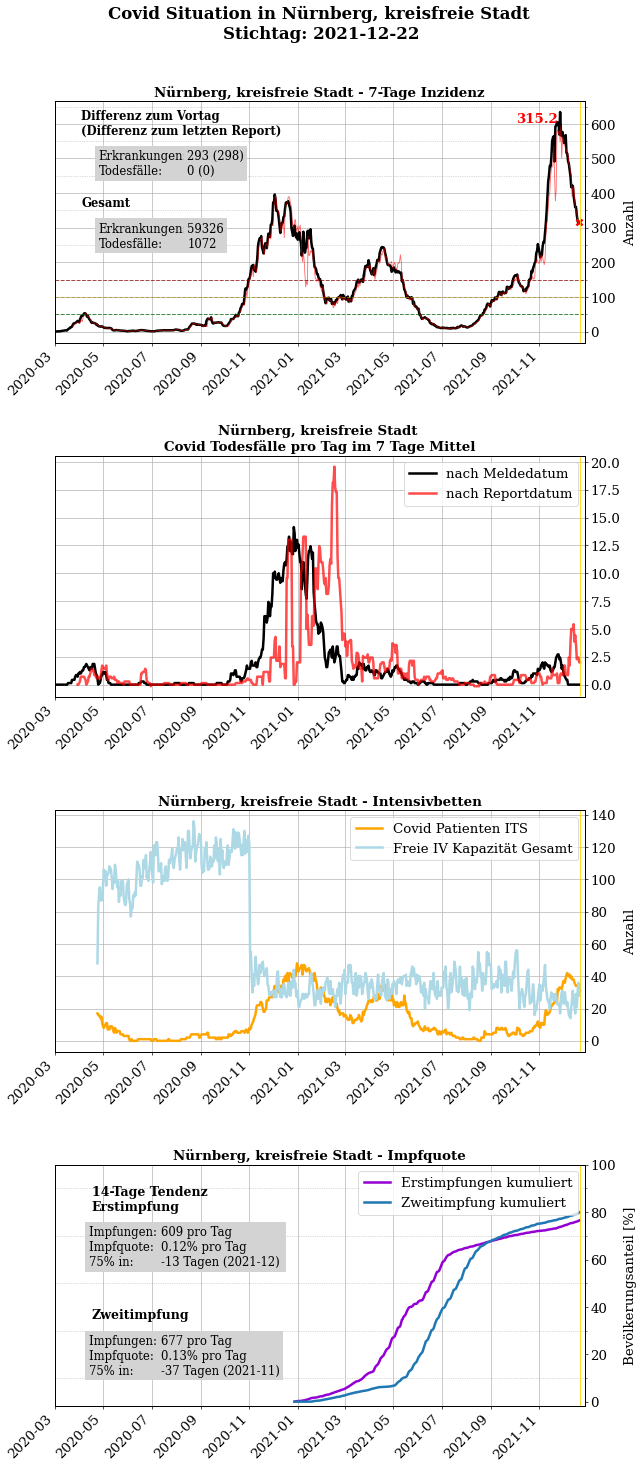 Covid Situation in Nürnberg, kreisfreie Stadt
Stichtag: 2021-12-22
Nürnberg, kreisfreie Stadt - 7-Tage Inzidenz
Differenz zum Vortag
(Differenz zum letzten Report)
Erkrankungen 293 (298)
Todesfälle: 0 (0)
Gesamt
Erkrankungen 59326
Todesfälle: 1072
315.2
600
500
400
300
200
100
0
Anzahl
2020-03
2020-05
2020-07
2020-09
2020-11
2021-01
2021-03
2021-05
2021-07
2021-09
2021-11
Nürnberg, kreisfreie Stadt
Covid Todesfälle pro Tag im 7 Tage Mittel
nach Meldedatum
nach Reportdatum
20.0
17.5
15.0
12.5
10.0
7.5
5.0
2.5
0.0
2020-03
2020-05
2020-07
2020-09
2020-11
2021-01
2021-03
2021-05
2021-07
2021-09
2021-11
Nürnberg, kreisfreie Stadt - Intensivbetten
Covid Patienten ITS
Freie IV Kapazität Gesamt
140
120
100
80
60
40
20
0
Anzahl
2020-03
2020-05
2020-07
2020-09
2020-11
2021-01
2021-03
2021-05
2021-07
2021-09
2021-11
Nürnberg, kreisfreie Stadt - Impfquote
14-Tage Tendenz
Erstimpfung
Impfungen: 609 pro Tag
Impfquote: 0.12% pro Tag
75% in: -13 Tagen (2021-12)
Zweitimpfung
Impfungen: 677 pro Tag
Impfquote: 0.13% pro Tag
75% in: -37 Tagen (2021-11)
Erstimpfungen kumuliert
Zweitimpfung kumuliert
100
80
60
40
20
0
Bevölkerungsanteil [%]
2020-03
2020-05
2020-07
2020-09
2020-11
2021-01
2021-03
2021-05
2021-07
2021-09
2021-11